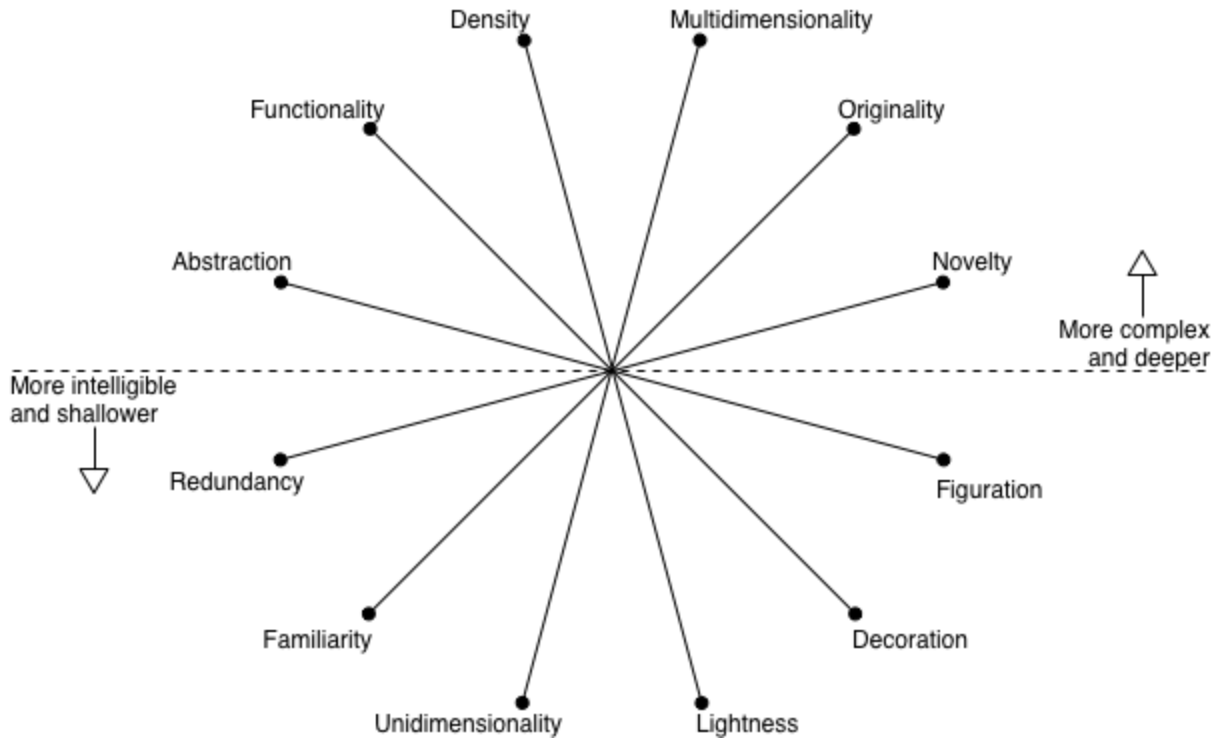 Density
Multidimensionality
Functionality
Originality
Abstraction
Novelty
More complex
and deeper
More intelligible
and shallower
Redundancy
Figuration
Familiarity
Decoration
Unidimensionality
Lightness